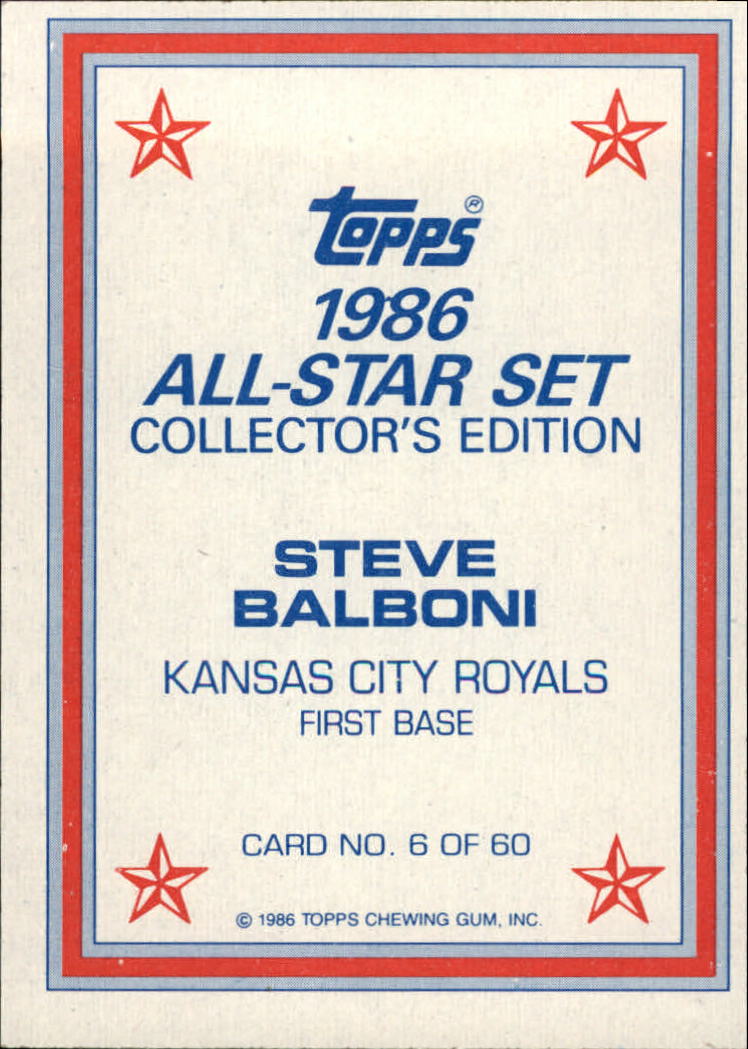 topps®
1986
ALL-STAR SET
COLLECTOR'S EDITION
STEVE
BALBONI
KANSAS CITY ROYALS
FIRST BASE
CARD NO. 6 OF 60
© 1986 TOPPS CHEWING GUM, INC.